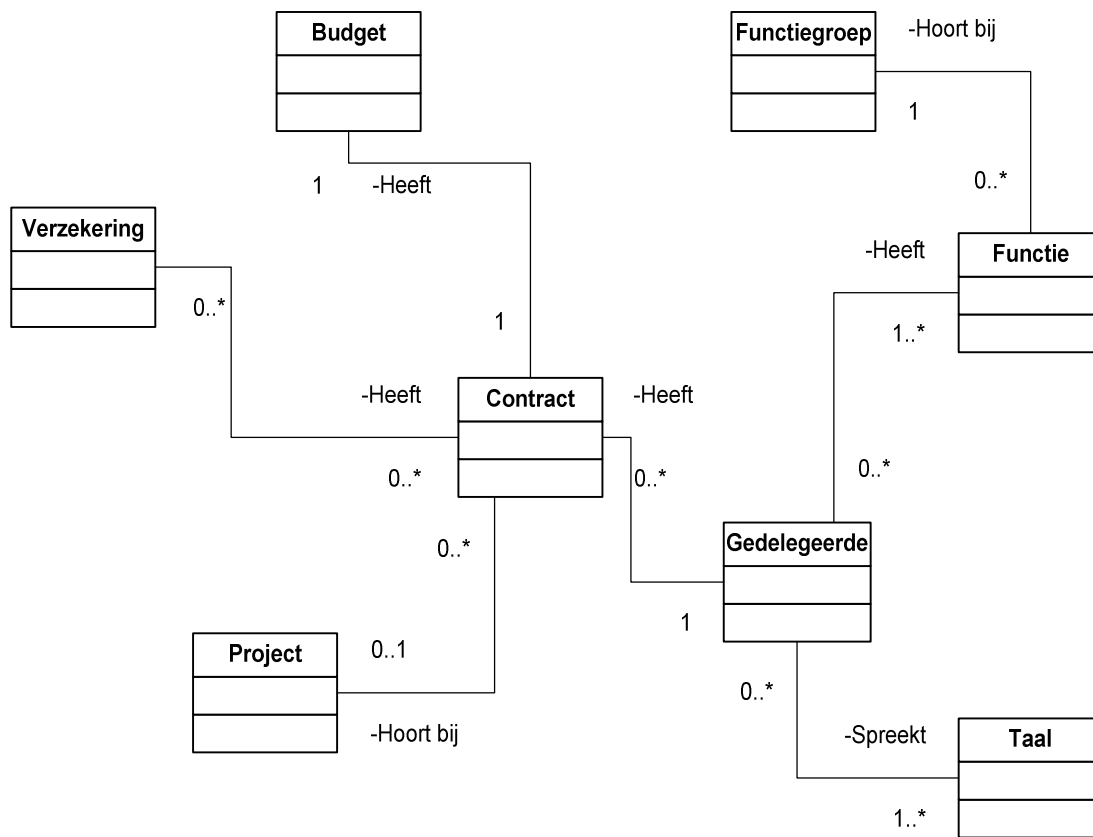 Budget
Functiegroep
-Hoort bij
1
0..*
1
-Heeft
Verzekering
0..*
-Heeft
Functie
1..*
1
-Heeft
Contract
-Heeft
0..*
0..*
0..*
0..*
Gedelegeerde
1
Project
0..1
-Hoort bij
0..*
-Spreekt
Taal
1..*